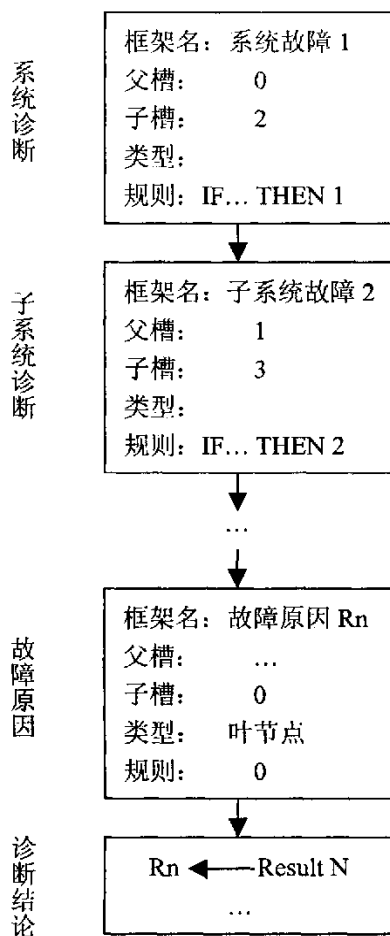 系统诊断
框架名：系统故障 1
父槽： 0
子槽： 2
类型：
规则：IF… THEN 1
子系统诊断
框架名：子系统故障 2
父槽： 1
子槽： 3
类型：
规则：IF… THEN 2
…
故障原因
框架名：故障原因 Rn
父槽： …
子槽： 0
类型： 叶节点
规则： 0
诊断结论
Rn Result N
…